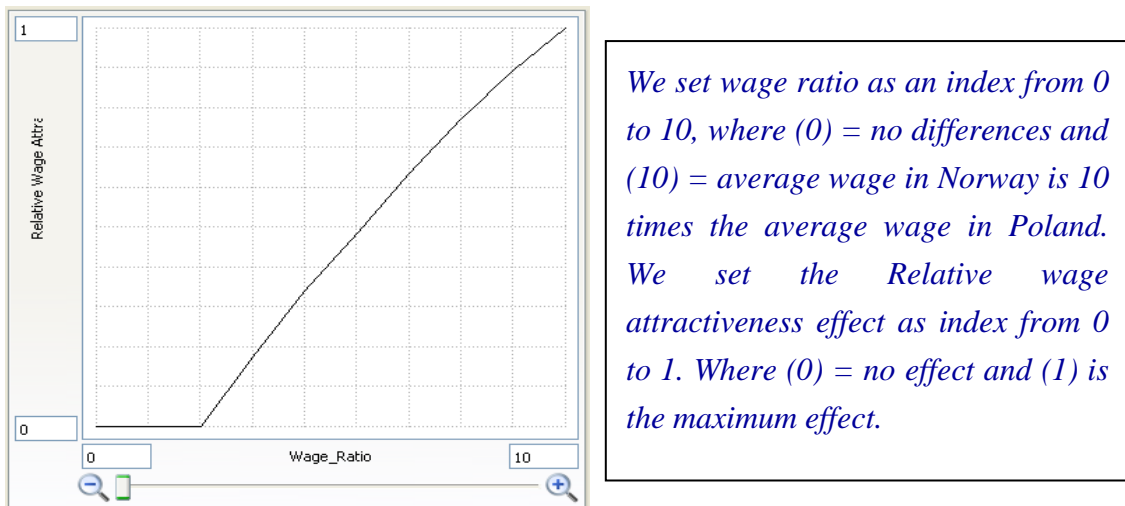 1
Relative Wage Attra
0
0
Wage_Ratio
10
We set wage ratio as an index from 0
to 10, where (0) = no differences and
(10) = average wage in Norway is 10
times the average wage in Poland.
We set the Relative wage
attractiveness effect as index from 0
to 1. Where (0) = no effect and (1) is
the maximum effect.